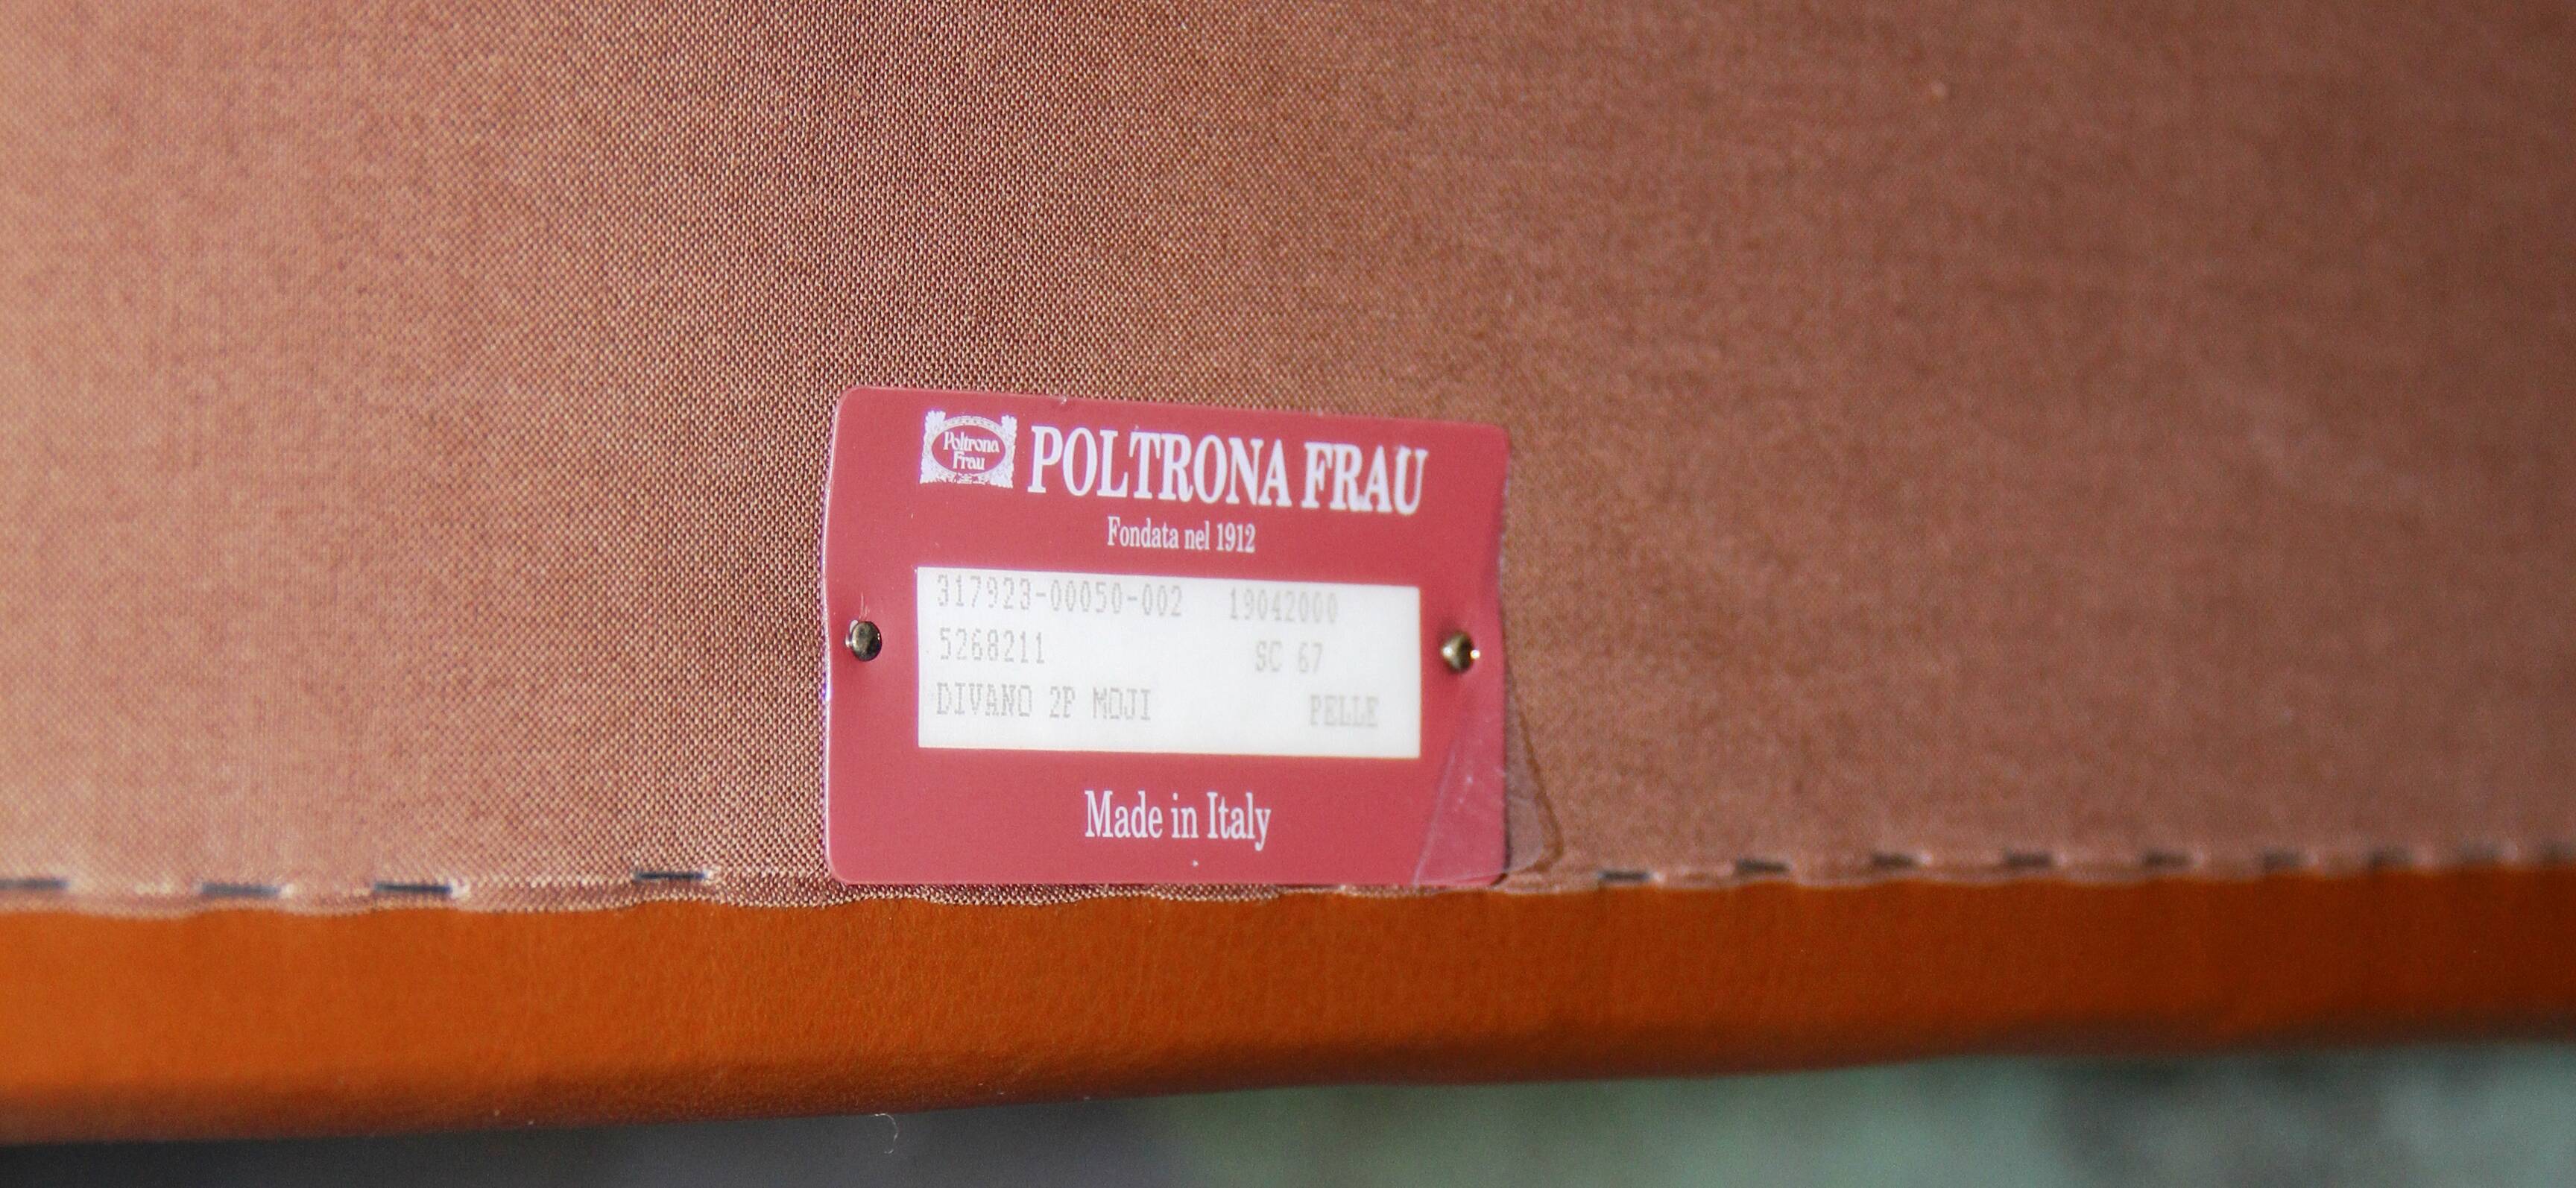 Poltrona
Frau
POLTRONA FRAU
Fondata nel 1912
317923-00050-002 19042000
5268211 SC 67
DIVANO 2P MOJI PELLE
Made in Italy